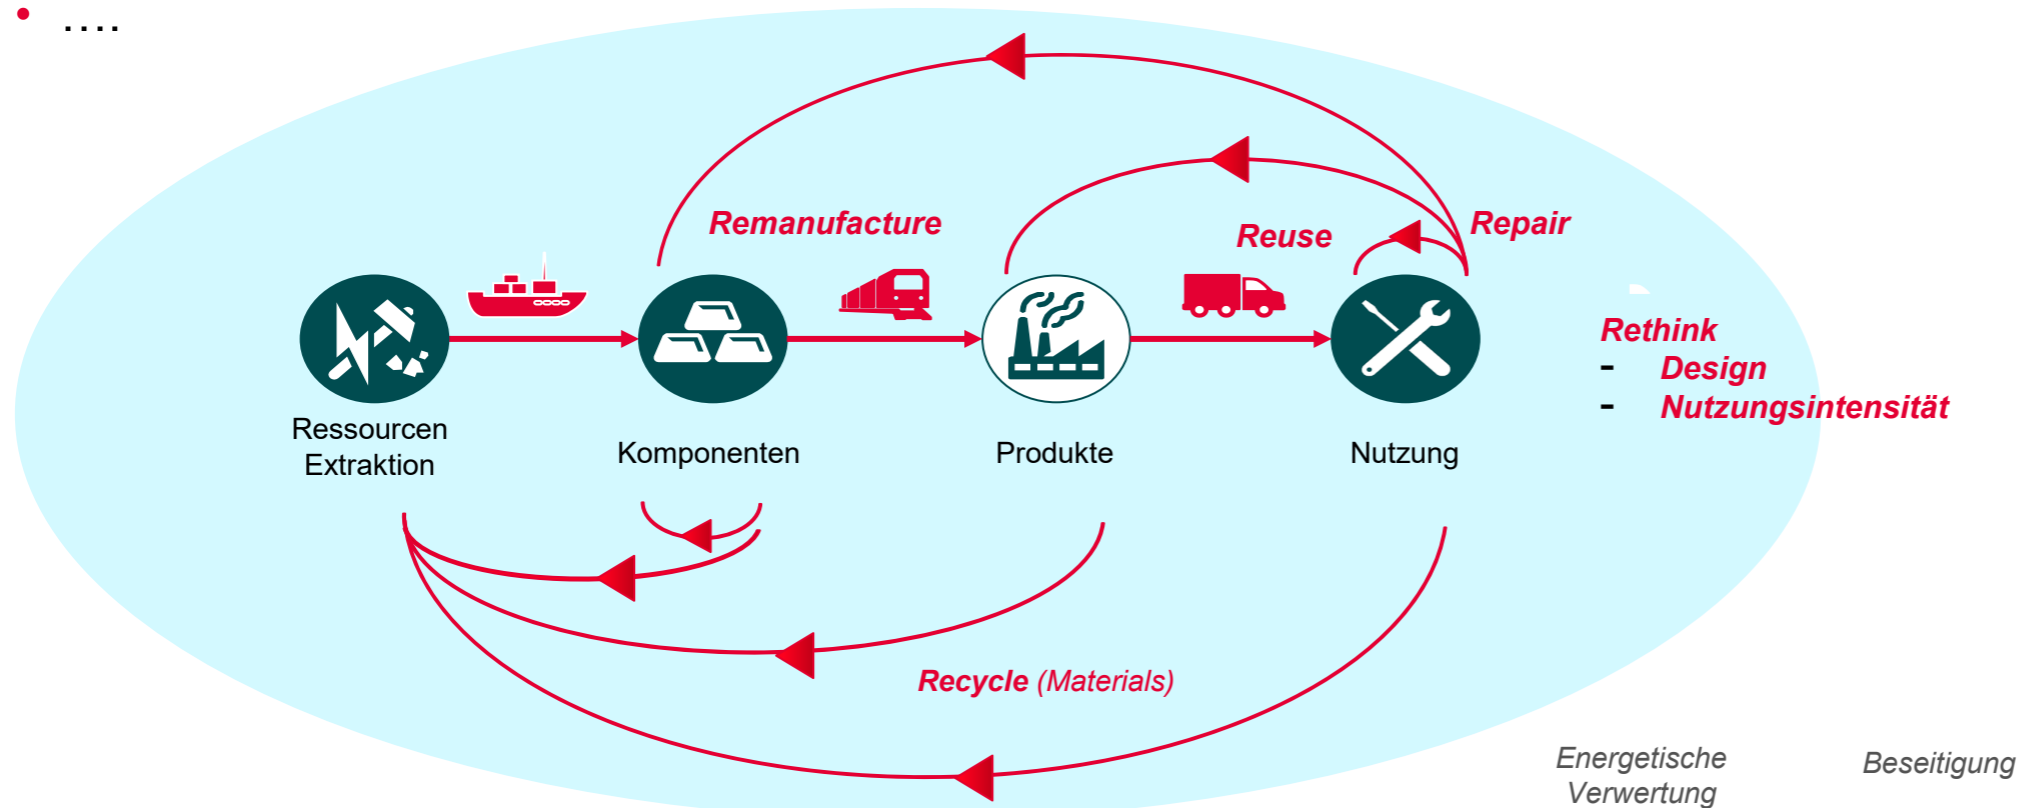 • ....
Remanufacture
Reuse
Repair
Rethink
- Design
- Nutzungsintensität
Ressourcen
Extraktion
Komponenten
Produkte
Nutzung
Recycle (Materials)
Energetische
Verwertung
Beseitigung